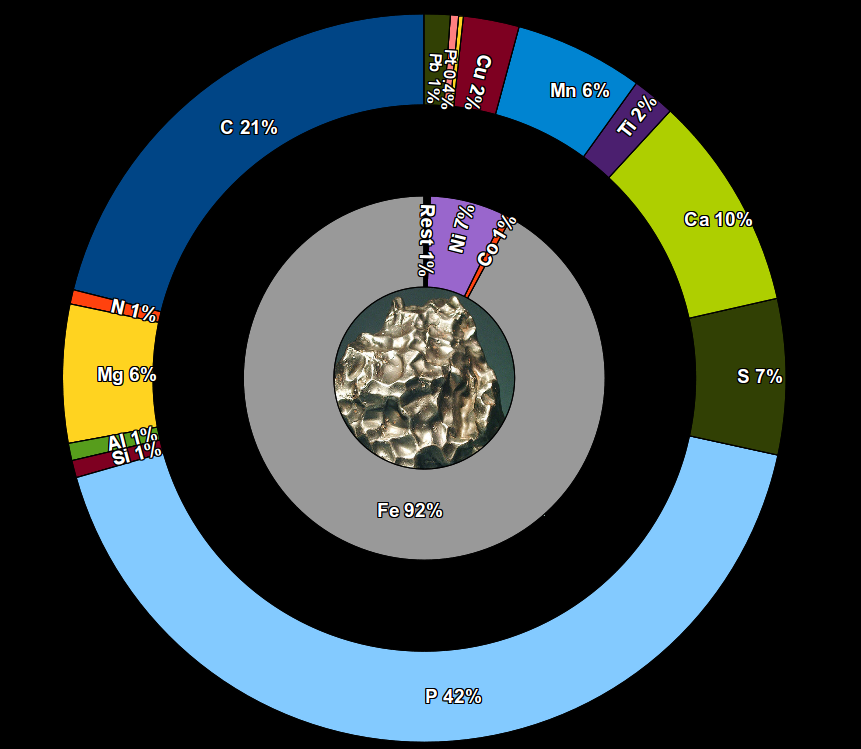 Pb 1%
Pt 0.4%
Cu 2%
Mn 6%
Ti 2%
Ca 10%
S 7%
P 42%
Si 1%
Al 1%
Mg 6%
N 1%
C 21%
Rest 1%
Ni 7%
Co 1%
Fe 92%